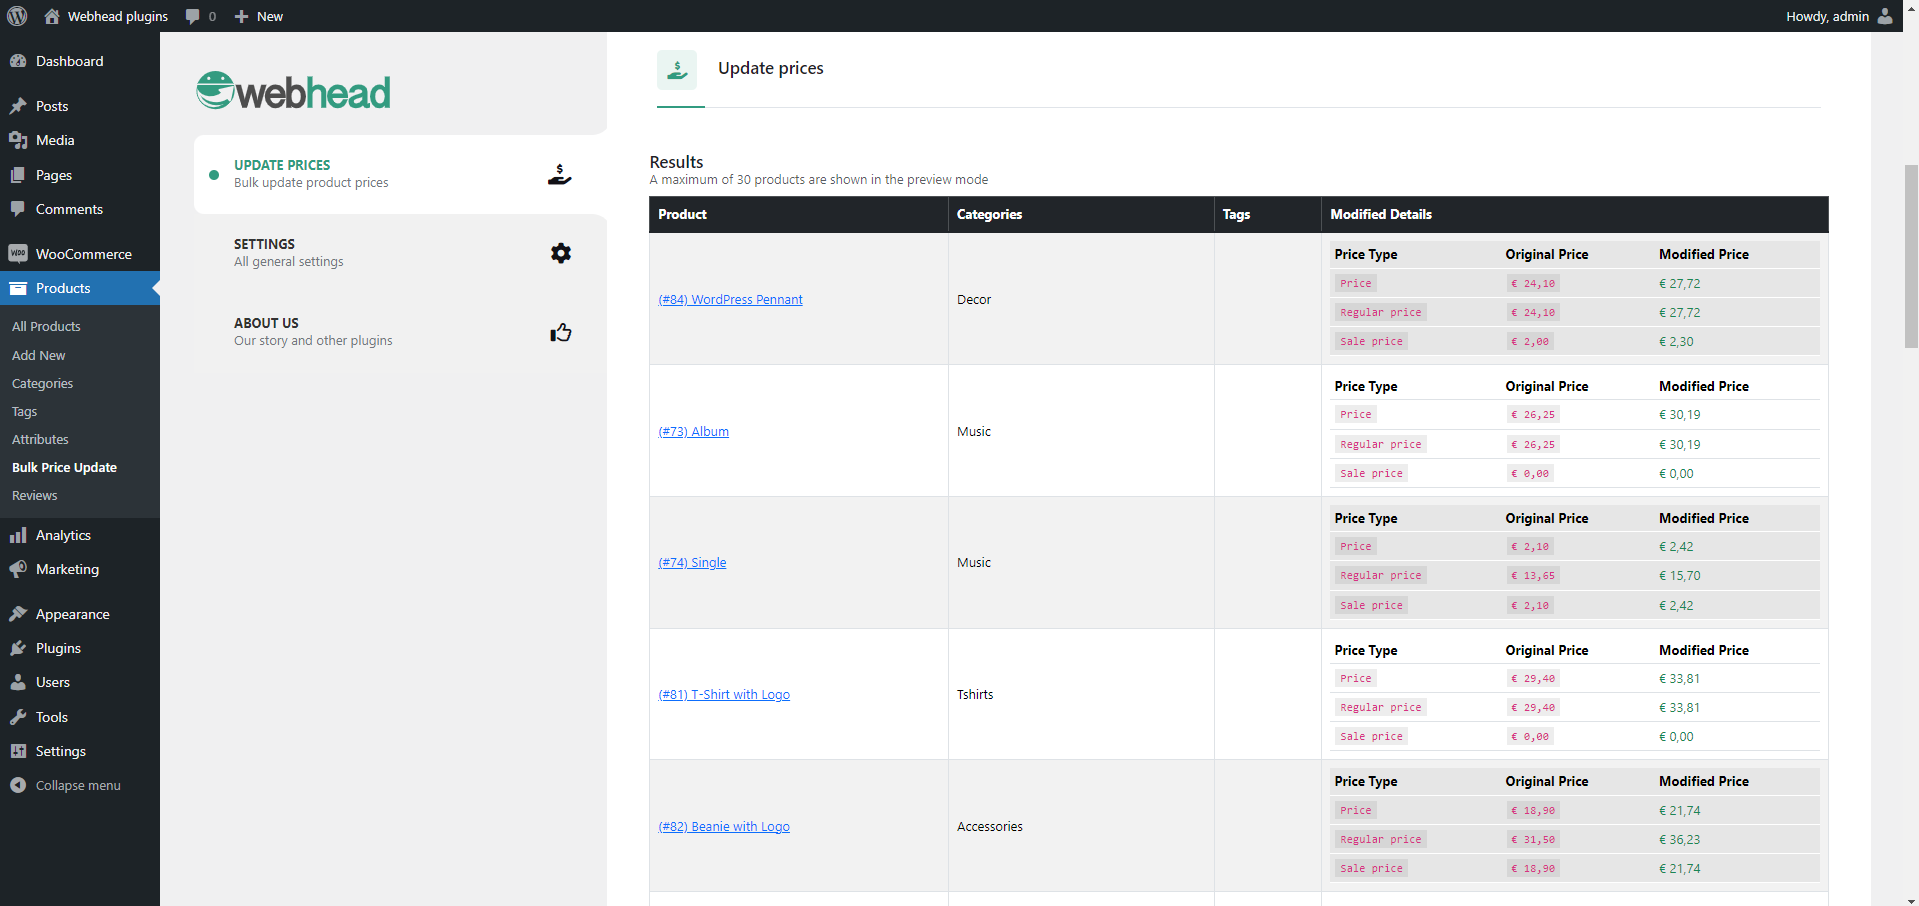 Webhead plugins 0 New Howdy, admin
Dashboard
Posts
Media
Pages
Comments
WOO WooCommerce
Products
All Products
Add New
Categories
Tags
Attributes
Bulk Price Update
Reviews
Analytics
Marketing
Appearance
Plugins
Users
Tools
Settings
Collapse menu
webhead
UPDATE PRICES
Bulk update product prices
SETTINGS
All general settings
ABOUT US
Our story and other plugins
Update prices
Results
A maximum of 30 products are shown in the preview mode
Product Categories Tags Modified Details
(#84) WordPress Pennant Decor
Price Type Original Price Modified Price
Price € 24,10 € 27,72
Regular price € 24,10 € 27,72
Sale price € 2,00 € 2,30
(#73) Album Music
Price Type Original Price Modified Price
Price € 26,25 € 30,19
Regular price € 26,25 € 30,19
Sale price € 0,00 € 0,00
(#74) Single Music
Price Type Original Price Modified Price
Price € 2,10 € 2,42
Regular price € 13,65 € 15,70
Sale price € 2,10 € 2,42
(#81) T-Shirt with Logo Tshirts
Price Type Original Price Modified Price
Price € 29,40 € 33,81
Regular price € 29,40 € 33,81
Sale price € 0,00 € 0,00
(#82) Beanie with Logo Accessories
Price Type Original Price Modified Price
Price € 18,90 € 21,74
Regular price € 31,50 € 36,23
Sale price € 18,90 € 21,74